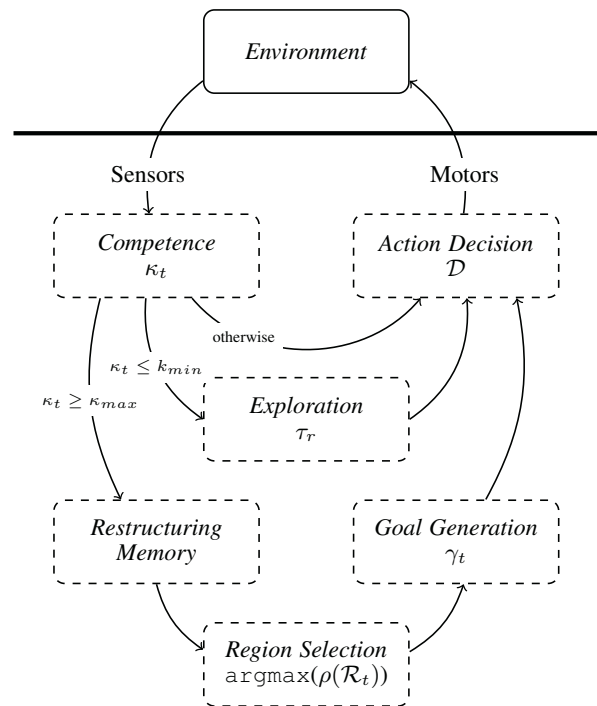 Environment
Sensors
Motors
Competence
κ_t
Action Decision
𝒟
otherwise
κ_t ≤ k_min
κ_t ≥ κ_max
Exploration
τ_r
Restructuring
Memory
Goal Generation
γ_t
Region Selection
argmax(ρ(ℛ_t))